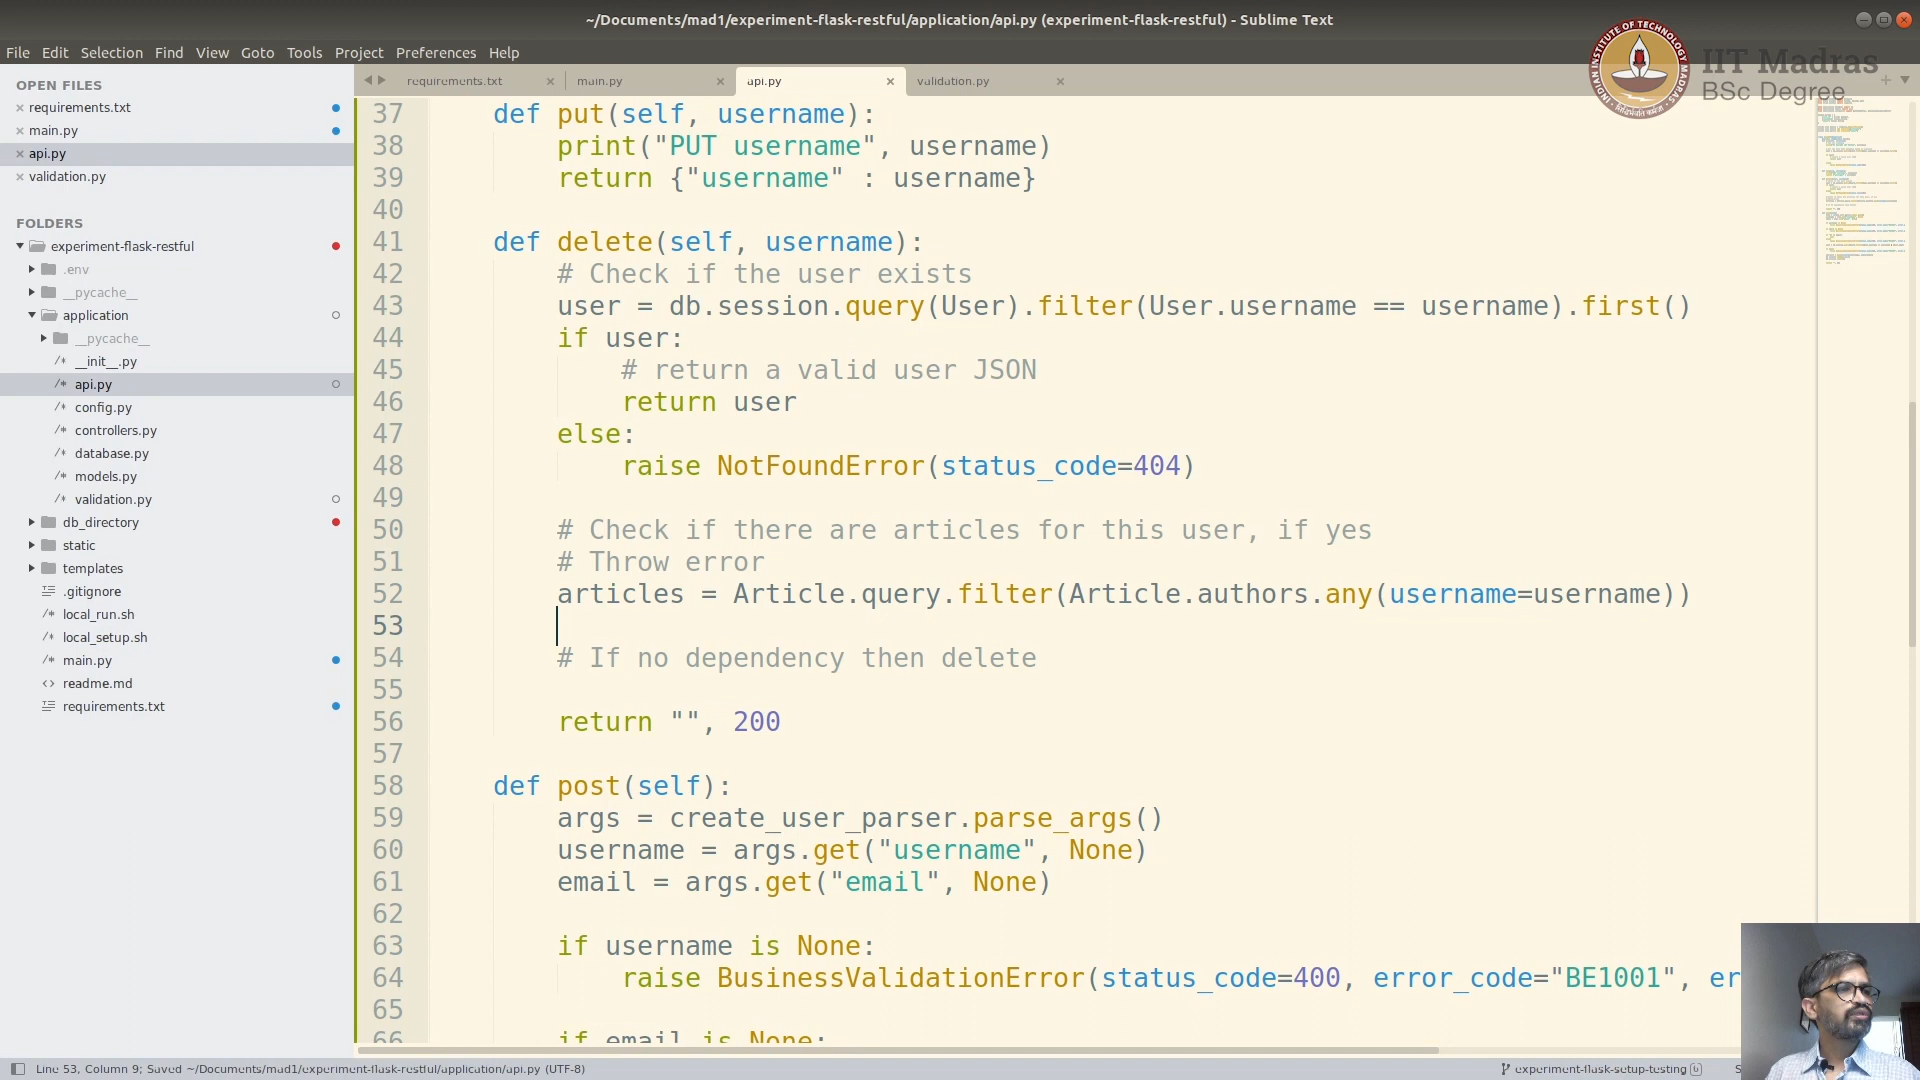 ~/Documents/mad1/experiment-flask-restful/application/api.py (experiment-flask-restful) - Sublime Text
File Edit Selection Find View Goto Tools Project Preferences Help
IIT Madras
BSc Degree
INDIAN INSTITUTE OF TECHNOLOGY MADRAS
OPEN FILES
requirements.txt
main.py
api.py
validation.py
FOLDERS
experiment-flask-restful
.env
__pycache__
application
__pycache__
__init__.py
api.py
config.py
controllers.py
database.py
models.py
validation.py
db_directory
static
templates
.gitignore
local_run.sh
local_setup.sh
main.py
readme.md
requirements.txt
requirements.txt main.py api.py validation.py
37 def put(self, username):
38 print("PUT username", username)
39 return {"username" : username}
40
41 def delete(self, username):
42 # Check if the user exists
43 user = db.session.query(User).filter(User.username == username).first()
44 if user:
45 # return a valid user JSON
46 return user
47 else:
48 raise NotFoundError(status_code=404)
49
50 # Check if there are articles for this user, if yes
51 # Throw error
52 articles = Article.query.filter(Article.authors.any(username=username))
53
54 # If no dependency then delete
55
56 return "", 200
57
58 def post(self):
59 args = create_user_parser.parse_args()
60 username = args.get("username", None)
61 email = args.get("email", None)
62
63 if username is None:
64 raise BusinessValidationError(status_code=400, error_code="BE1001", er
65
66 if email is None:
Line 53, Column 9; Saved ~/Documents/mad1/experiment-flask-restful/application/api.py (UTF-8)
experiment-flask-setup-testing 6